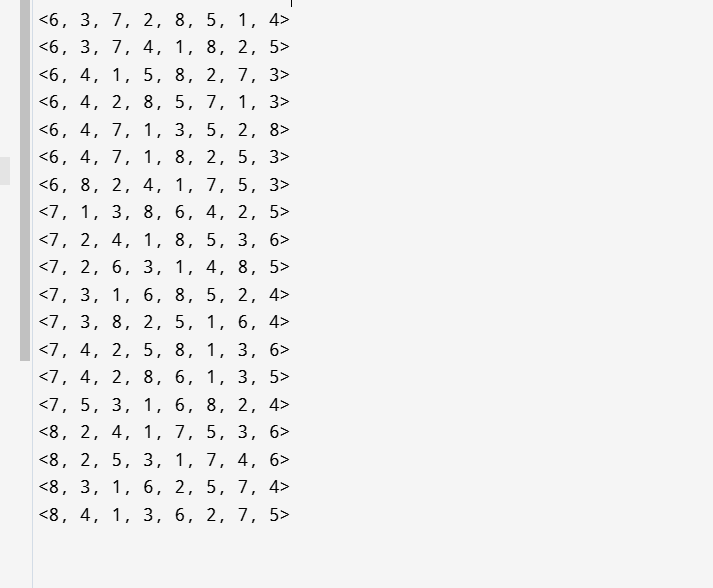 <6, 3, 7, 2, 8, 5, 1, 4>
<6, 3, 7, 4, 1, 8, 2, 5>
<6, 4, 1, 5, 8, 2, 7, 3>
<6, 4, 2, 8, 5, 7, 1, 3>
<6, 4, 7, 1, 3, 5, 2, 8>
<6, 4, 7, 1, 8, 2, 5, 3>
<6, 8, 2, 4, 1, 7, 5, 3>
<7, 1, 3, 8, 6, 4, 2, 5>
<7, 2, 4, 1, 8, 5, 3, 6>
<7, 2, 6, 3, 1, 4, 8, 5>
<7, 3, 1, 6, 8, 5, 2, 4>
<7, 3, 8, 2, 5, 1, 6, 4>
<7, 4, 2, 5, 8, 1, 3, 6>
<7, 4, 2, 8, 6, 1, 3, 5>
<7, 5, 3, 1, 6, 8, 2, 4>
<8, 2, 4, 1, 7, 5, 3, 6>
<8, 2, 5, 3, 1, 7, 4, 6>
<8, 3, 1, 6, 2, 5, 7, 4>
<8, 4, 1, 3, 6, 2, 7, 5>